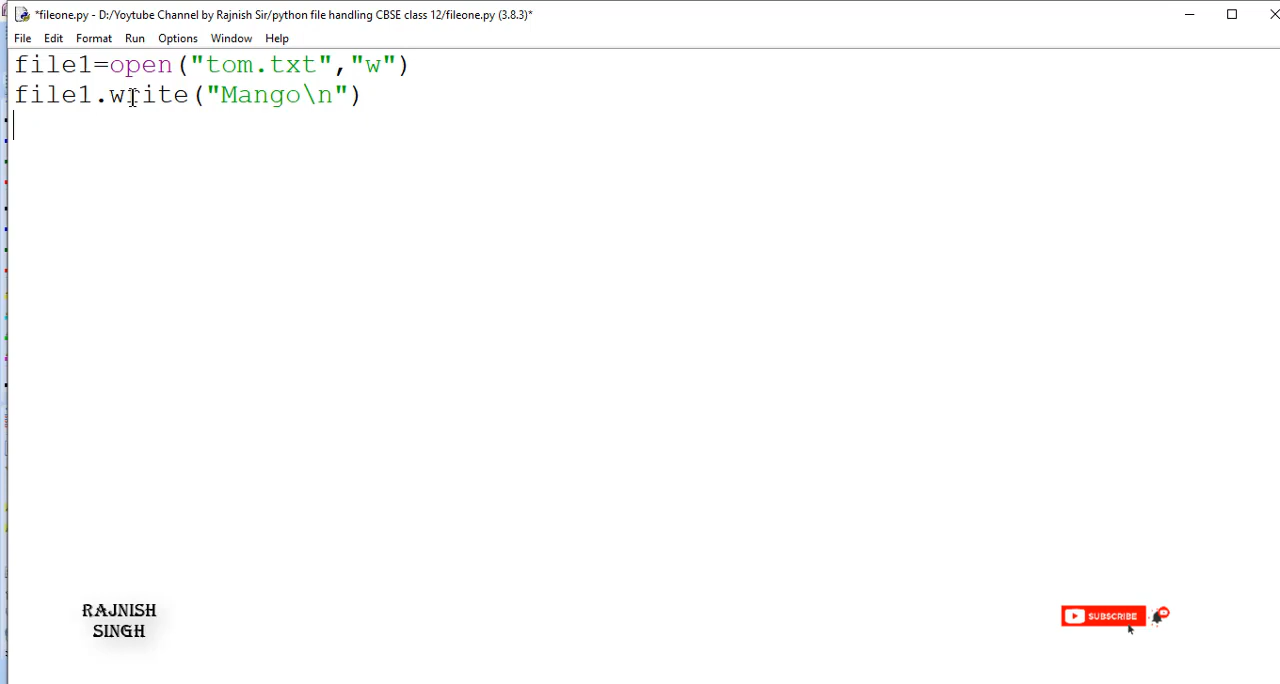 *fileone.py - D:/Yoytube Channel by Rajnish Sir/python file handling CBSE class 12/fileone.py (3.8.3)*
File Edit Format Run Options Window Help
file1=open("tom.txt","w")
file1.write("Mango\n")
RAJNISH
SINGH
SUBSCRIBE